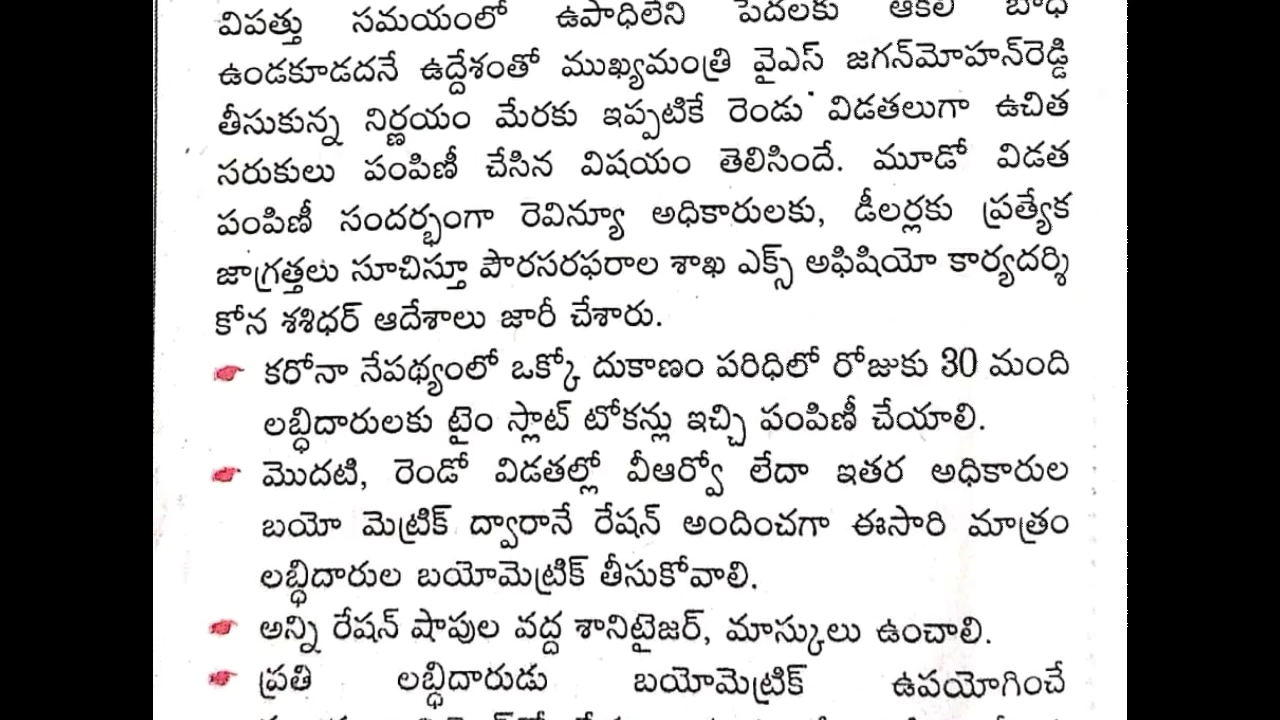 విపత్తు సమయంలో ఉపాధిలేని పేదలకు ఆకలి బాధ
ఉండకూడదనే ఉద్దేశంతో ముఖ్యమంత్రి వైఎస్ జగన్‌మోహన్‌రెడ్డి
తీసుకున్న నిర్ణయం మేరకు ఇప్పటికే రెండు విడతలుగా ఉచిత
సరుకులు పంపిణీ చేసిన విషయం తెలిసిందే. మూడో విడత
పంపిణీ సందర్భంగా రెవిన్యూ అధికారులకు, డీలర్లకు ప్రత్యేక
జాగ్రత్తలు సూచిస్తూ పౌరసరఫరాల శాఖ ఎక్స్ అఫిషియో కార్యదర్శి
కోన శశిధర్ ఆదేశాలు జారీ చేశారు.
కరోనా నేపథ్యంలో ఒక్కో దుకాణం పరిధిలో రోజుకు 30 మంది
లబ్ధిదారులకు టైం స్లాట్ టోకన్లు ఇచ్చి పంపిణీ చేయాలి.
మొదటి, రెండో విడతల్లో వీఆర్వో లేదా ఇతర అధికారుల
బయో మెట్రిక్ ద్వారానే రేషన్ అందించగా ఈసారి మాత్రం
లబ్ధిదారుల బయోమెట్రిక్ తీసుకోవాలి.
అన్ని రేషన్ షాపుల వద్ద శానిటైజర్, మాస్కులు ఉంచాలి.
ప్రతి లబ్ధిదారుడు బయోమెట్రిక్ ఉపయోగించే